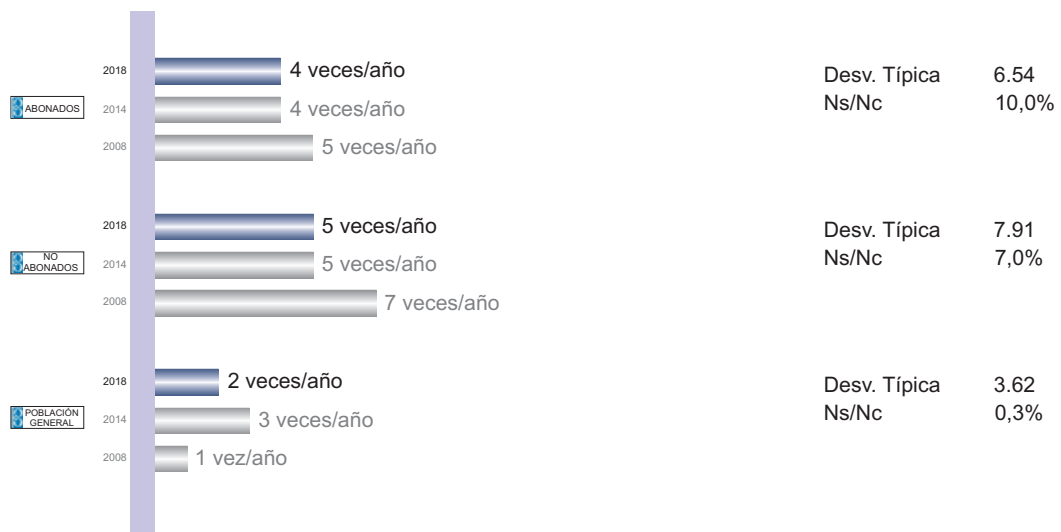 2018 4 veces/año
ABONADOS 2014 4 veces/año
2008 5 veces/año
Desv. Típica 6.54
Ns/Nc 10,0%
2018 5 veces/año
NO
ABONADOS 2014 5 veces/año
2008 7 veces/año
Desv. Típica 7.91
Ns/Nc 7,0%
2018 2 veces/año
POBLACIÓN
GENERAL 2014 3 veces/año
2008 1 vez/año
Desv. Típica 3.62
Ns/Nc 0,3%